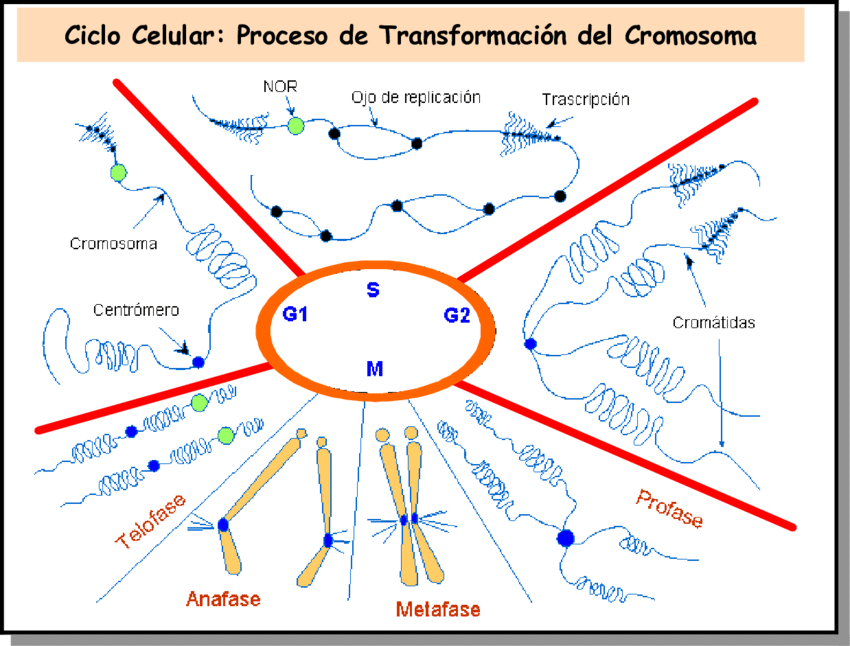 Ciclo Celular: Proceso de Transformación del Cromosoma
NOR
Ojo de replicación
Trascripción
Cromosoma
Centrómero
Cromátidas
S
G1
G2
M
Telofase
Anafase
Metafase
Profase